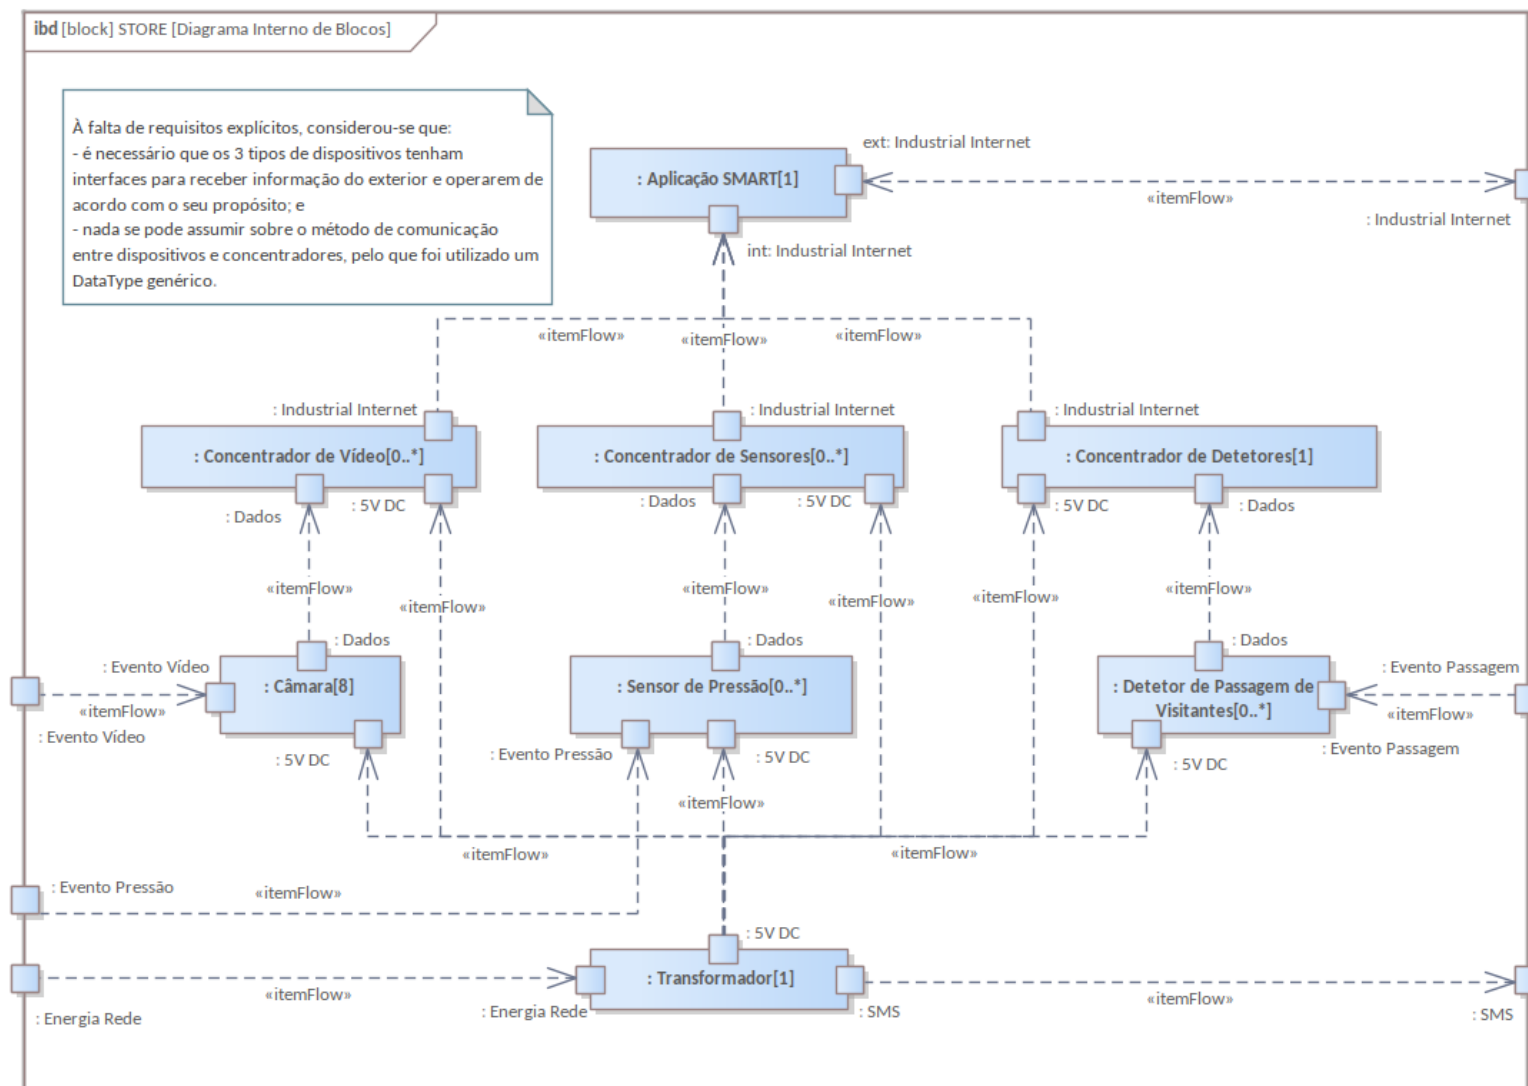 ibd [block] STORE [Diagrama Interno de Blocos]
À falta de requisitos explícitos, considerou-se que:
- é necessário que os 3 tipos de dispositivos tenham
interfaces para receber informação do exterior e operarem de
acordo com o seu propósito; e
- nada se pode assumir sobre o método de comunicação
entre dispositivos e concentradores, pelo que foi utilizado um
DataType genérico.
ext: Industrial Internet
: Aplicação SMART[1]
«itemFlow»
: Industrial Internet
int: Industrial Internet
«itemFlow»
«itemFlow»
«itemFlow»
: Industrial Internet
: Industrial Internet
: Industrial Internet
: Concentrador de Vídeo[0..*]
: Concentrador de Sensores[0..*]
: Concentrador de Detetores[1]
: Dados
: 5V DC
: Dados
: 5V DC
: 5V DC
: Dados
«itemFlow»
«itemFlow»
«itemFlow»
«itemFlow»
«itemFlow»
«itemFlow»
: Dados
: Dados
: Dados
: Evento Vídeo
: Câmara[8]
: Sensor de Pressão[0..*]
: Detetor de Passagem de
Visitantes[0..*]
: Evento Passagem
«itemFlow»
«itemFlow»
: Evento Vídeo
: 5V DC
: Evento Pressão
: 5V DC
: 5V DC
: Evento Passagem
«itemFlow»
«itemFlow»
«itemFlow»
: Evento Pressão
«itemFlow»
: 5V DC
: Transformador[1]
«itemFlow»
«itemFlow»
: Energia Rede
: Energia Rede
: SMS
: SMS